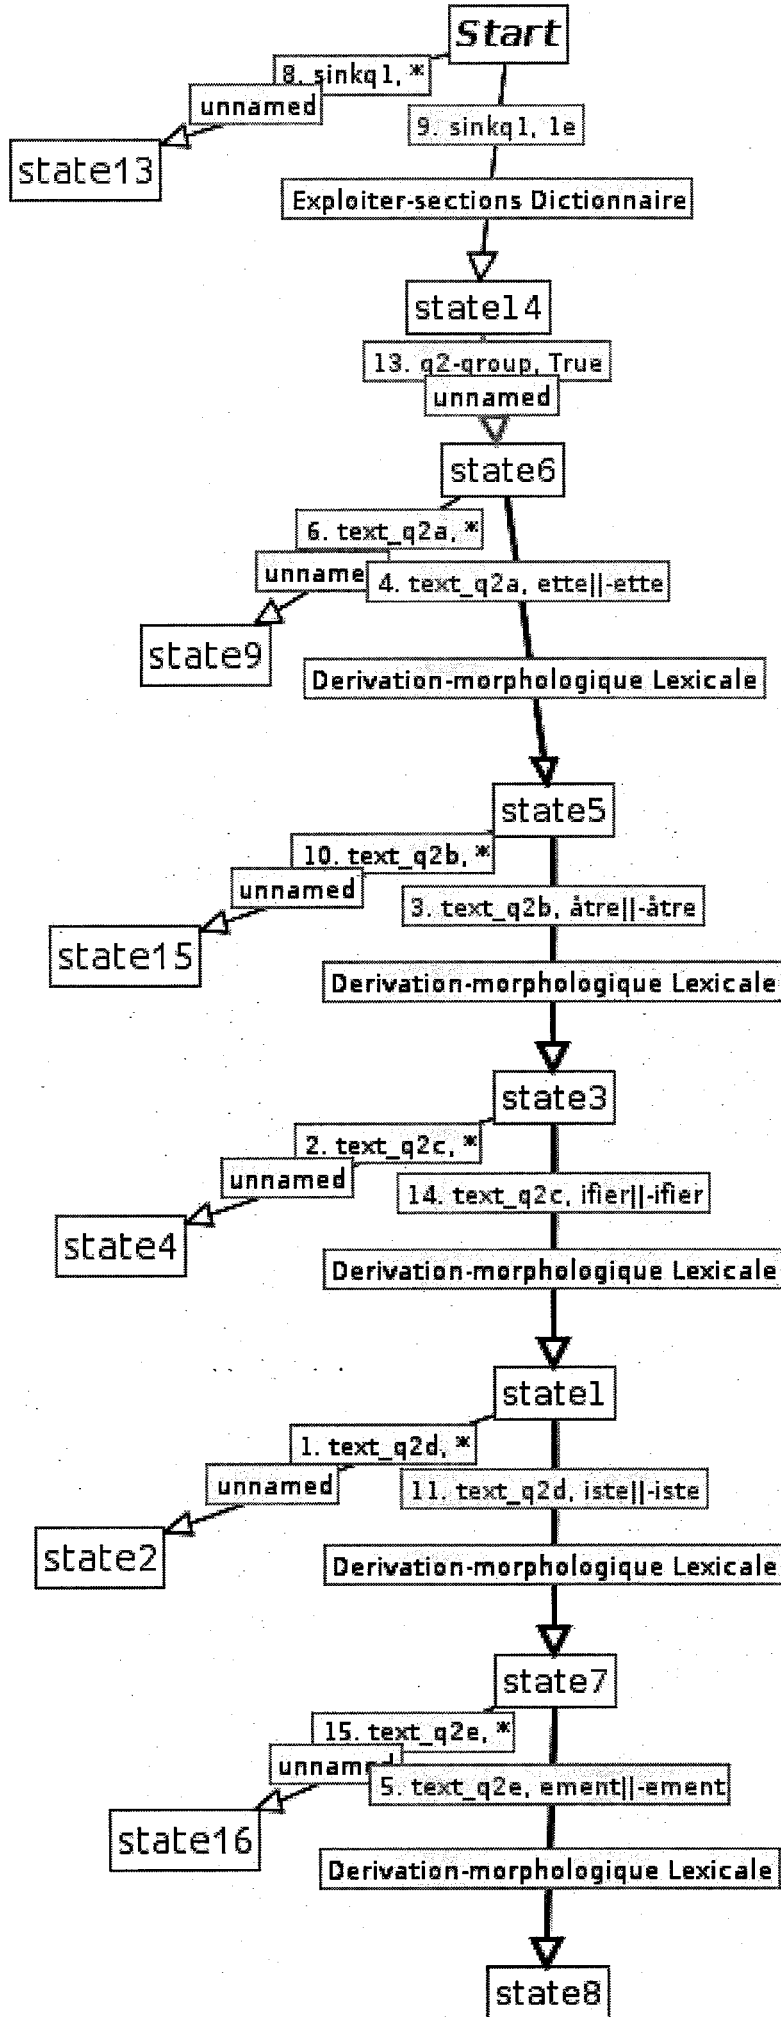 Start
8. sinkq1, *
unnamed
9. sinkq1, 1e
state13
Exploiter-sections Dictionnaire
state14
13. q2-group, True
unnamed
state6
6. text_q2a, *
unname
4. text_q2a, ette||-ette
state9
Derivation-morphologique Lexicale
state5
10. text_q2b, *
unnamed
3. text_q2b, âtre||-âtre
state15
Derivation-morphologique Lexicale
state3
2. text_q2c, *
unnamed
14. text_q2c, ifier||-ifier
state4
Derivation-morphologique Lexicale
state1
1. text_q2d, *
unnamed
11. text_q2d, iste||-iste
state2
Derivation-morphologique Lexicale
state7
15. text_q2e, *
unnamed
5. text_q2e, ement||-ement
state16
Derivation-morphologique Lexicale
state8